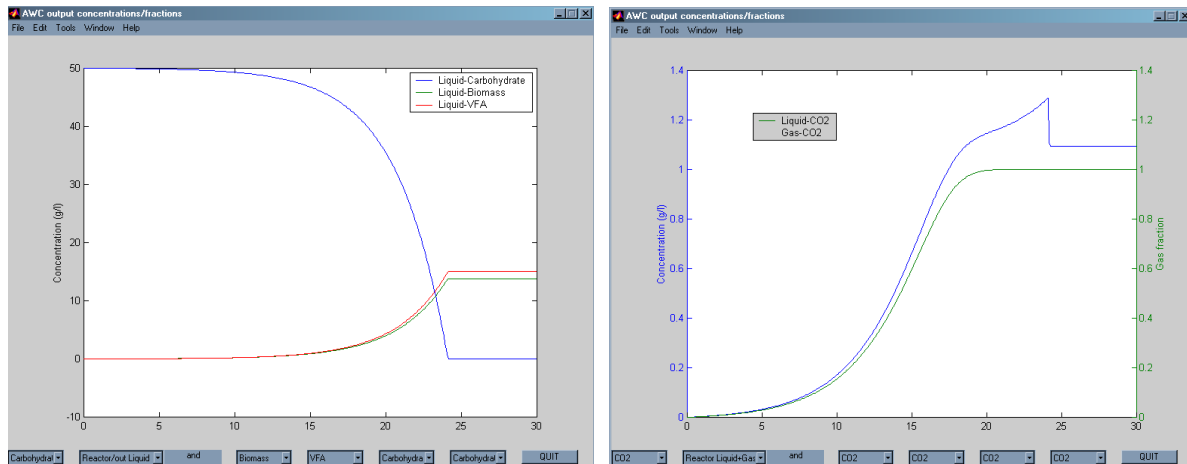 AWC output concentrations/fractions
File Edit Tools Window Help
50
40
30
20
10
0
-10
Concentration (g/l)
Liquid-Carbohydrate
Liquid-Biomass
Liquid-VFA
0 5 10 15 20 25 30
Carbohydrat Reactor/out Liquid and Biomass VFA Carbohydra Carbohydrat QUIT
AWC output concentrations/fractions
File Edit Tools Window Help
1.4
1.2
1
0.8
0.6
0.4
0.2
0
Concentration (g/l)
Liquid-CO2
Gas-CO2
1.4
1.2
1
0.8
0.6
0.4
0.2
0
Gas fraction
0 5 10 15 20 25 30
CO2 Reactor Liquid+Gas and CO2 CO2 CO2 CO2 QUIT